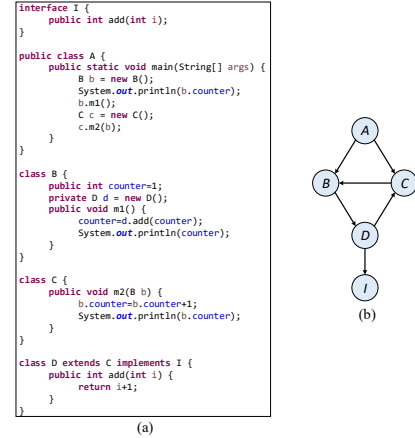 interface I {
public int add(int i);
}
public class A {
public static void main(String[] args) {
B b = new B();
System.out.println(b.counter);
b.m1();
C c = new C();
c.m2(b);
}
}
class B {
public int counter=1;
private D d = new D();
public void m1() {
counter=d.add(counter);
System.out.println(counter);
}
}
class C {
public void m2(B b) {
b.counter=b.counter+1;
System.out.println(b.counter);
}
}
class D extends C implements I {
public int add(int i) {
return i+1;
}
}
(a)
A
B
C
D
I
(b)